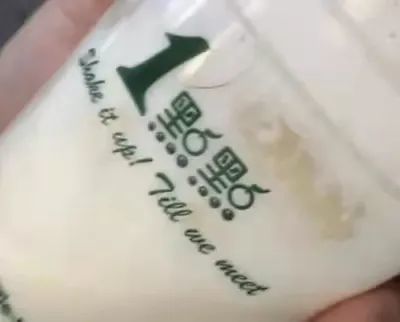 1點點
Shake it up! Till we meet